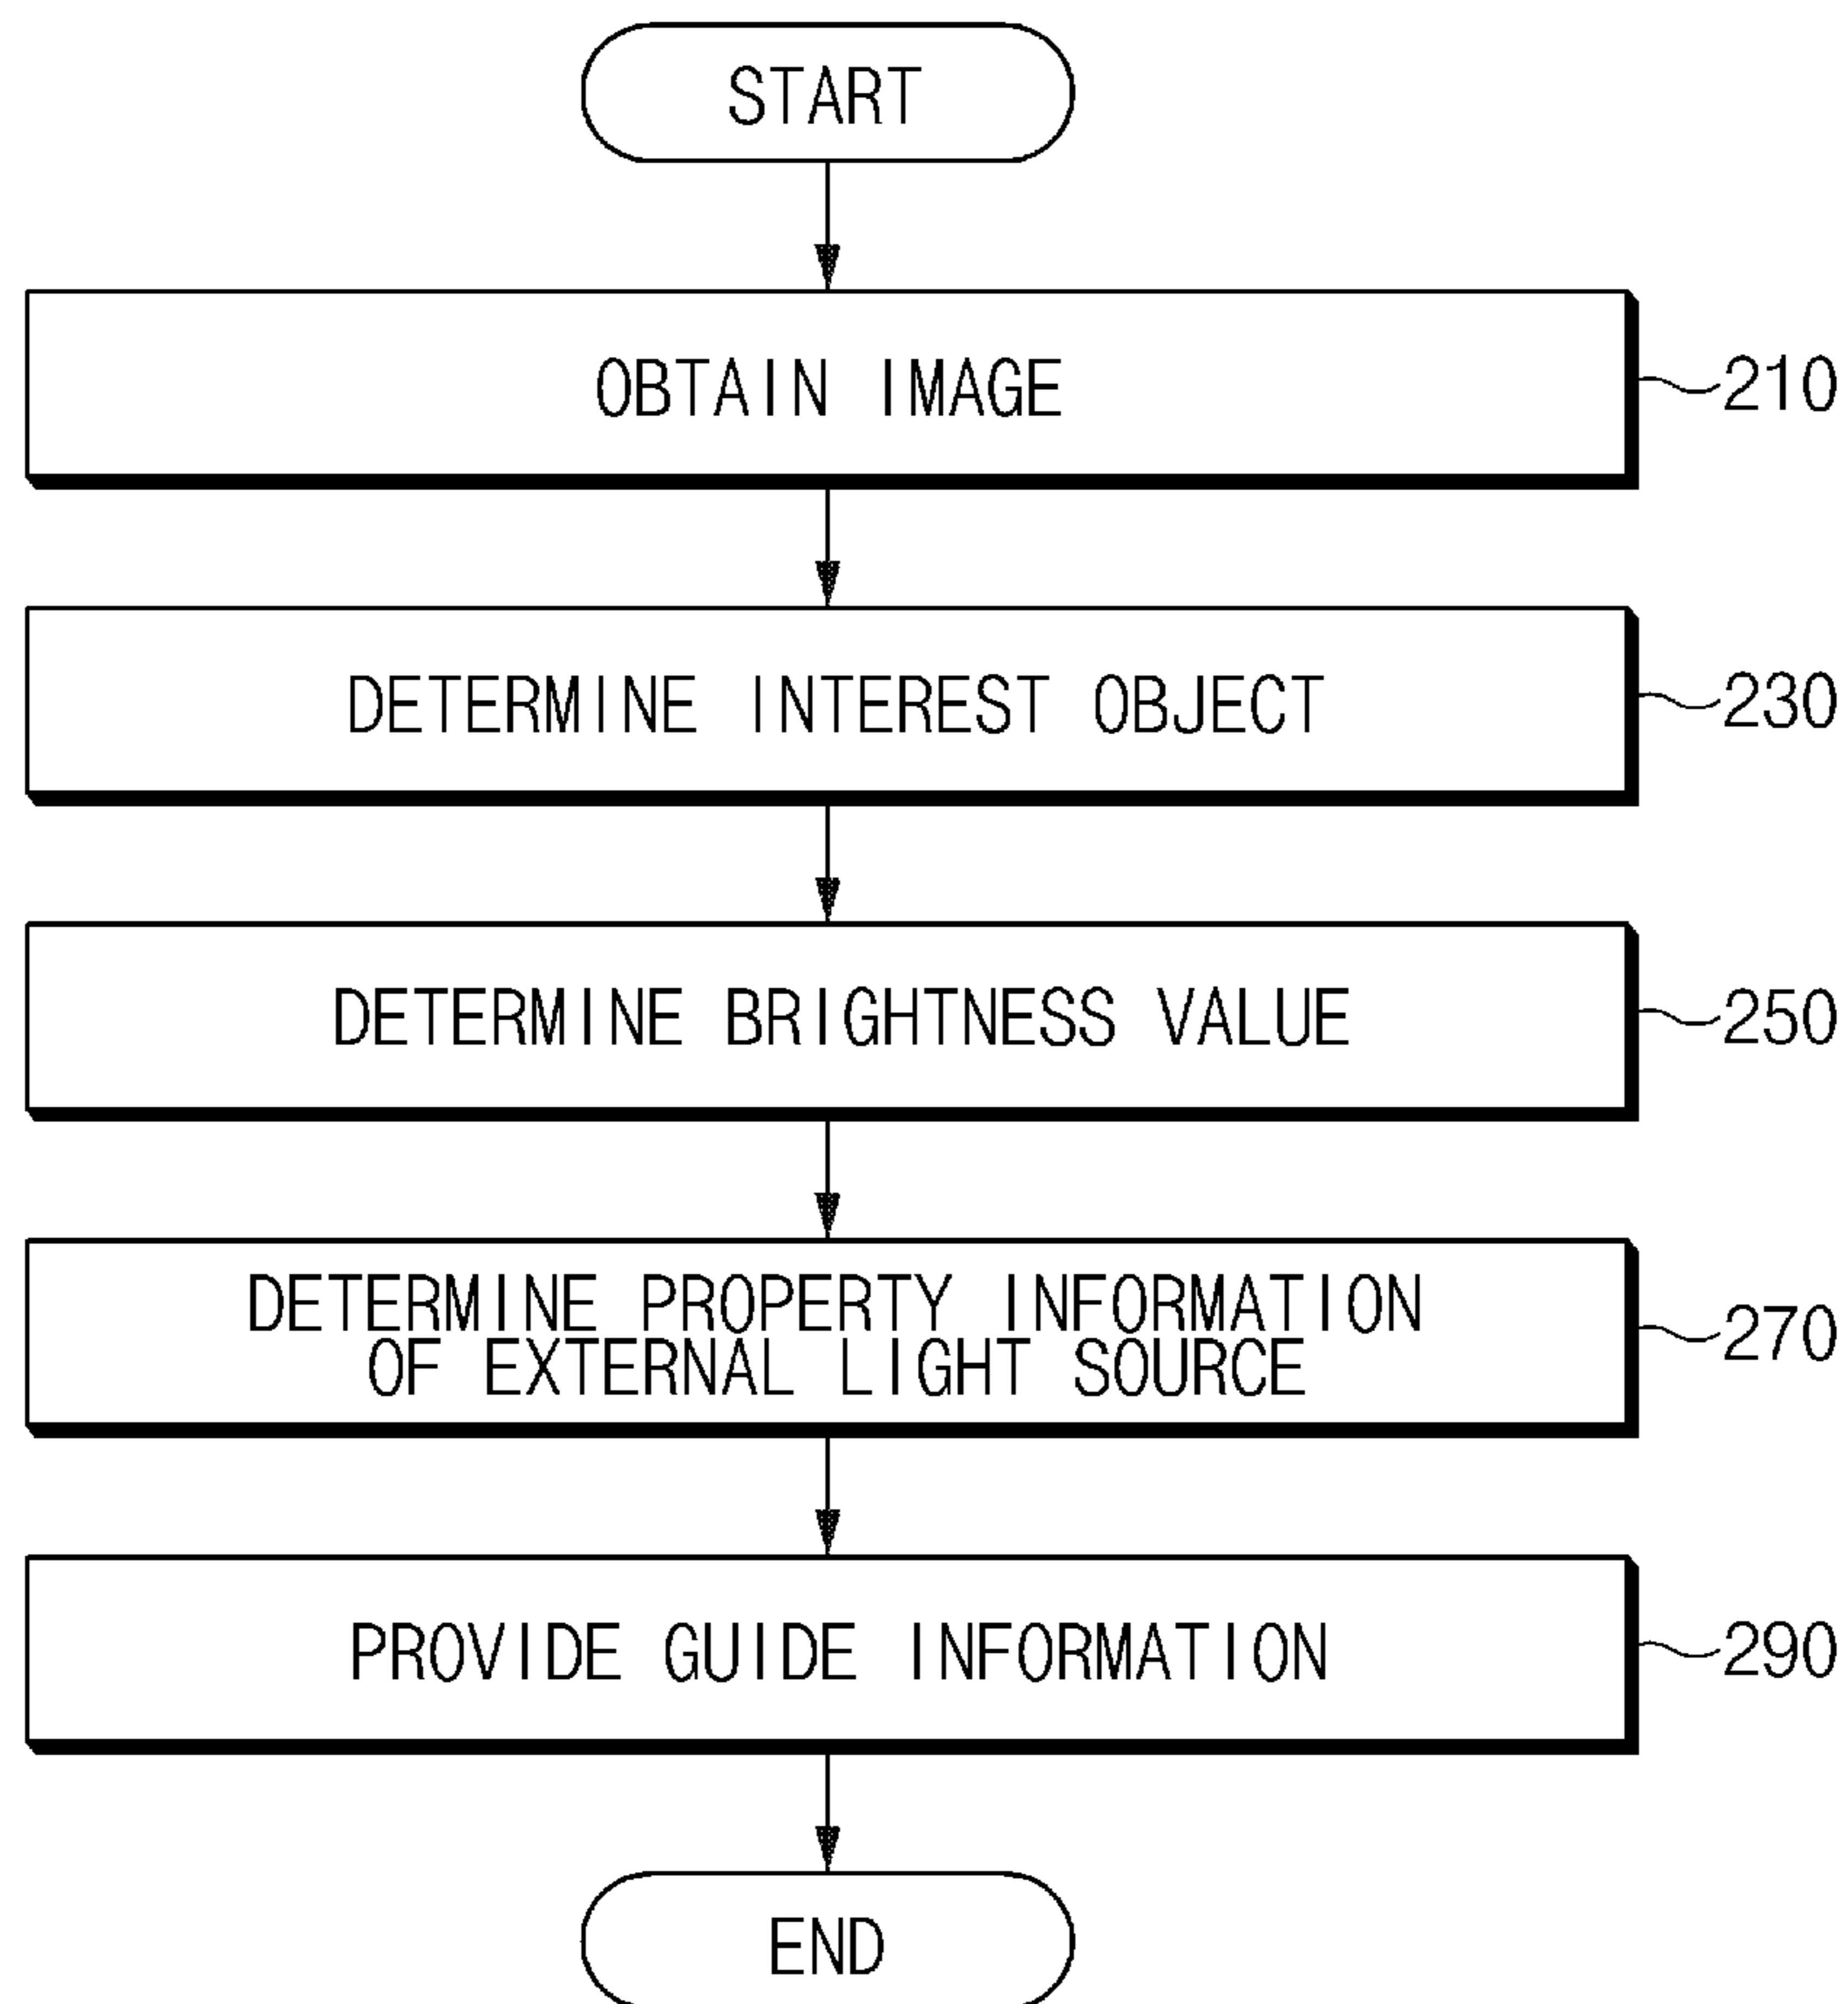 START
OBTAIN IMAGE
210
DETERMINE INTEREST OBJECT
230
DETERMINE BRIGHTNESS VALUE
250
DETERMINE PROPERTY INFORMATION
OF EXTERNAL LIGHT SOURCE
270
PROVIDE GUIDE INFORMATION
290
END